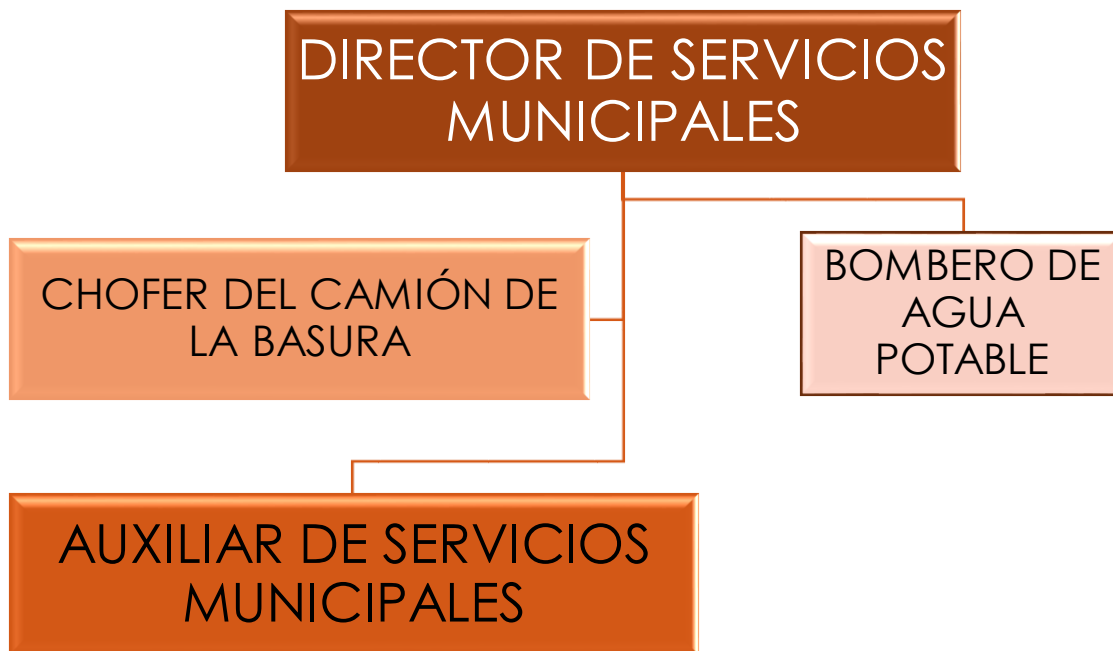 DIRECTOR DE SERVICIOS
MUNICIPALES
CHOFER DEL CAMIÓN DE
LA BASURA
BOMBERO DE
AGUA
POTABLE
AUXILIAR DE SERVICIOS
MUNICIPALES